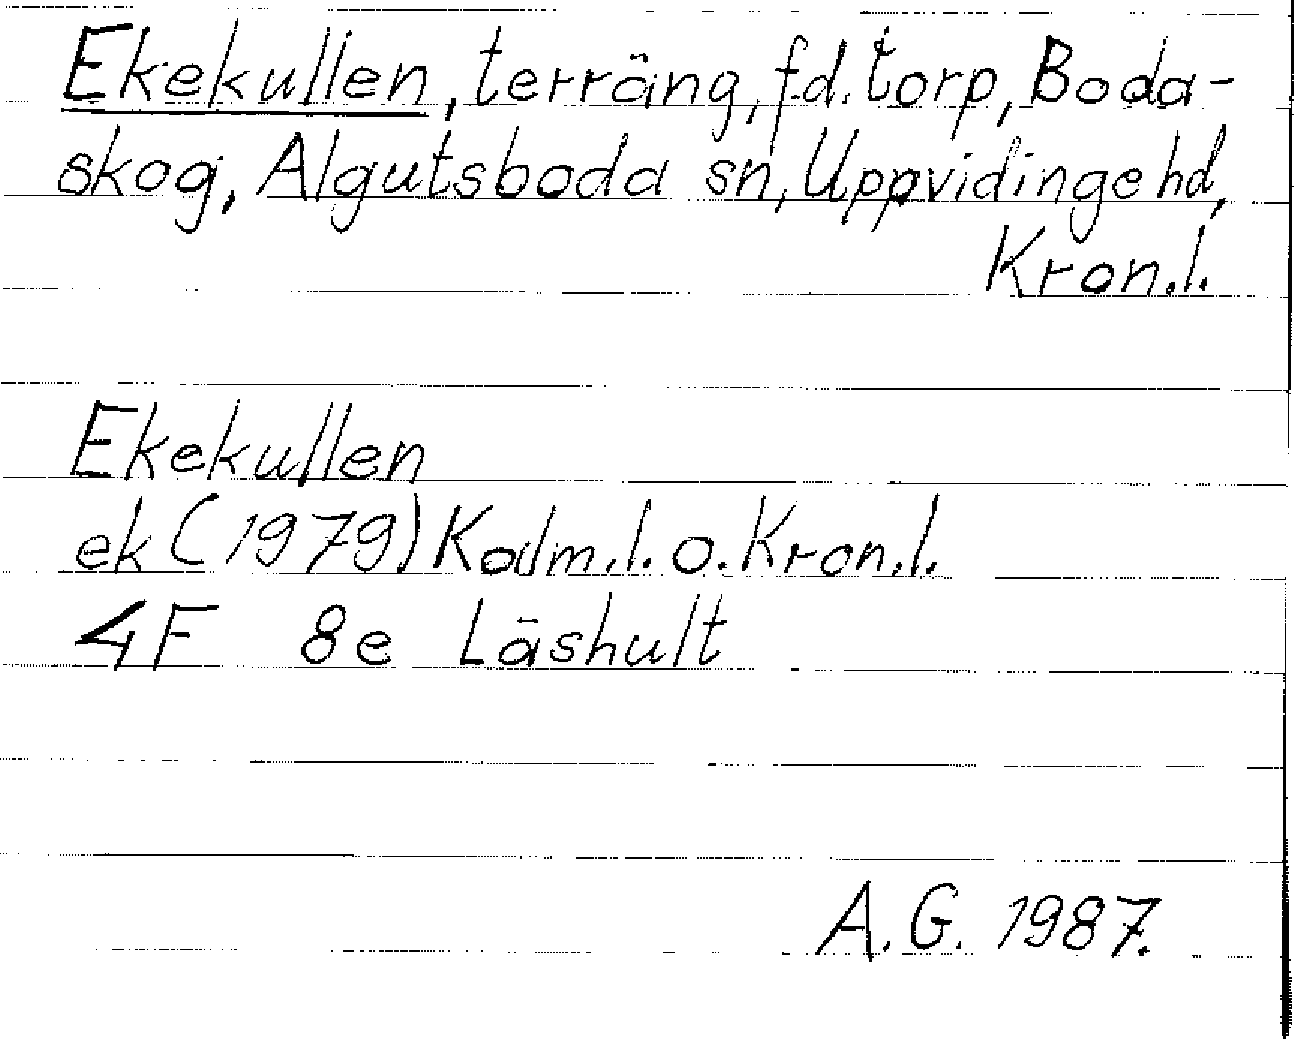 Ekekullen, terräng, f.d. torp, Boda-
skog, Algutsboda sn, Uppvidinge hd,
Kron.l.
Ekekullen
ek (1979) Kalm.l. o. Kron.l.
4F 8e Läshult
A.G. 1987.